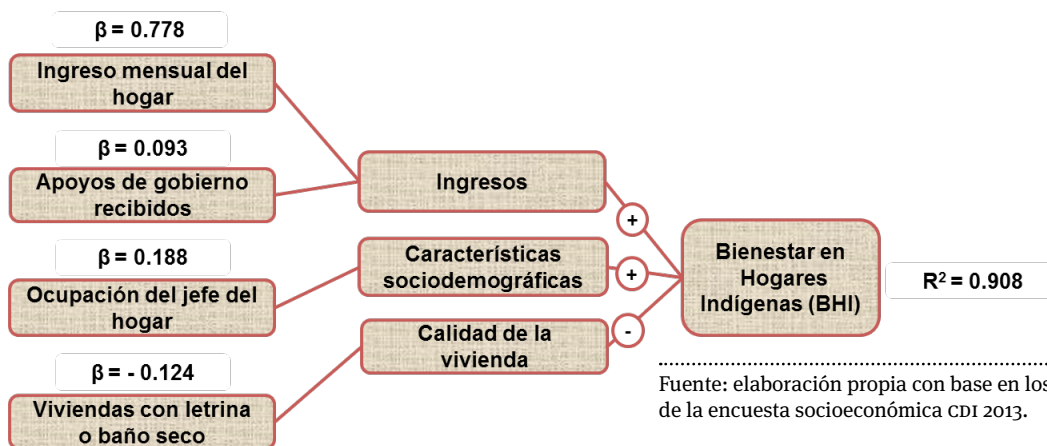 β = 0.778
Ingreso mensual del
hogar
β = 0.093
Apoyos de gobierno
recibidos
β = 0.188
Ocupación del jefe del
hogar
β = - 0.124
Viviendas con letrina
o baño seco
Ingresos
Características
sociodemográficas
Calidad de la
vivienda
+
+
-
Bienestar en
Hogares
Indígenas (BHI)
R² = 0.908
Fuente: elaboración propia con base en los
de la encuesta socioeconómica CDI 2013.